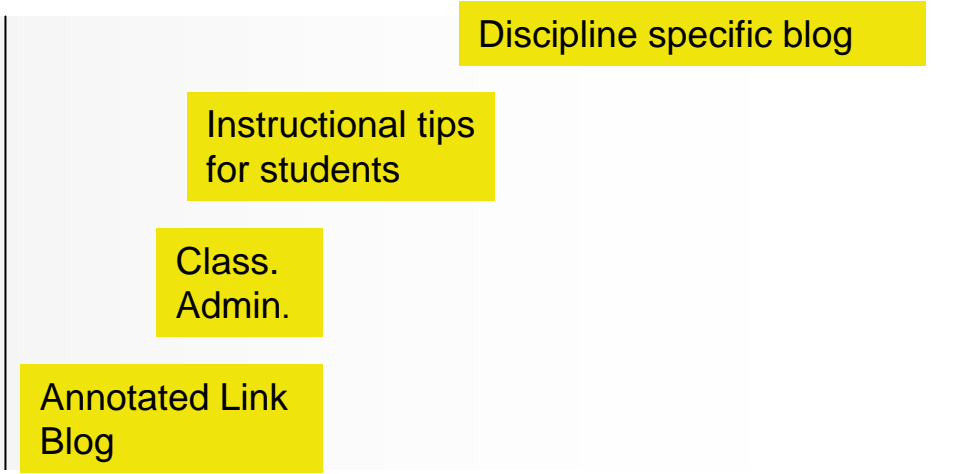 Discipline specific blog
Instructional tips
for students
Class.
Admin.
Annotated Link
Blog